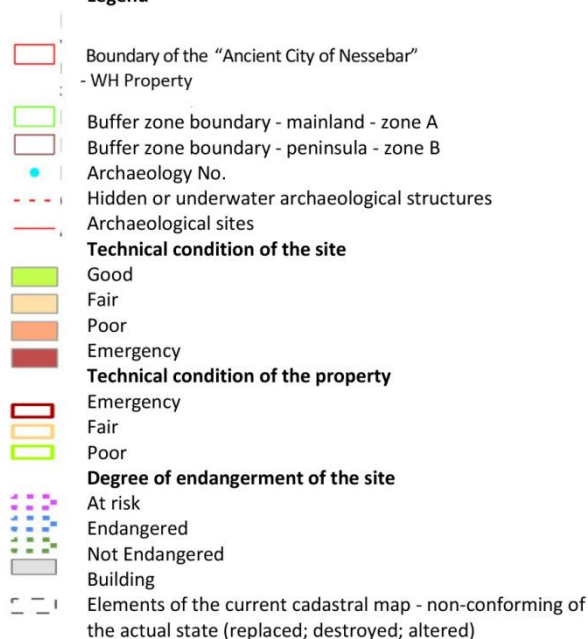 Legend
Boundary of the “Ancient City of Nessebar”
- WH Property
Buffer zone boundary - mainland - zone A
Buffer zone boundary - peninsula - zone B
Archaeology No.
Hidden or underwater archaeological structures
Archaeological sites
Technical condition of the site
Good
Fair
Poor
Emergency
Technical condition of the property
Emergency
Fair
Poor
Degree of endangerment of the site
At risk
Endangered
Not Endangered
Building
Elements of the current cadastral map - non-conforming of
the actual state (replaced; destroyed; altered)